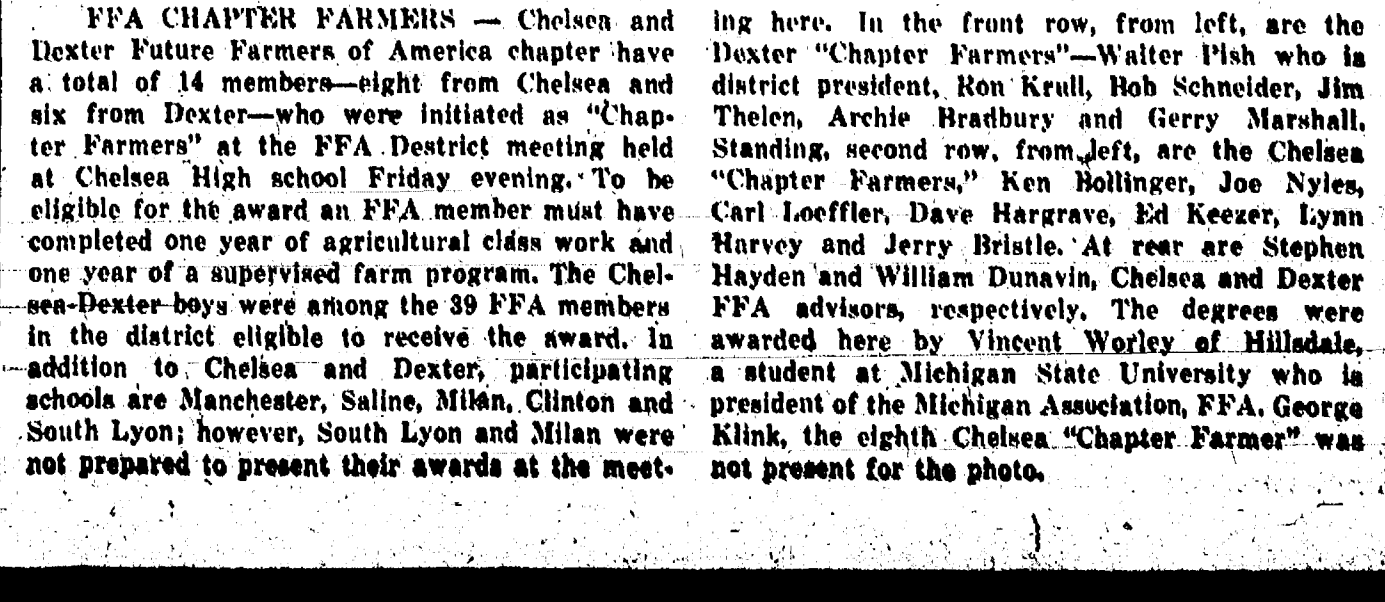 FFA CHAPTER FARMERS — Chelsea and
Dexter Future Farmers of America chapter have
a total of 14 members—eight from Chelsea and
six from Dexter—who were initiated as "Chap-
ter Farmers" at the FFA Destrict meeting held
at Chelsea High school Friday evening. To be
eligible for the award an FFA member must have
completed one year of agricultural class work and
one year of a supervised farm program. The Chel-
sea-Dexter boys were among the 39 FFA members
in the district eligible to receive the award. In
addition to Chelsea and Dexter, participating
schools are Manchester, Saline, Milan, Clinton and
South Lyon; however, South Lyon and Milan were
not prepared to present their awards at the meet-
ing here. In the front row, from left, are the
Dexter "Chapter Farmers"—Walter Pish who is
district president, Ron Krull, Bob Schneider, Jim
Thelen, Archie Bradbury and Gerry Marshall.
Standing, second row, from left, are the Chelsea
"Chapter Farmers," Ken Bollinger, Joe Nyles,
Carl Loeffler, Dave Hargrave, Ed Keezer, Lynn
Harvey and Jerry Bristle. At rear are Stephen
Hayden and William Dunavin, Chelsea and Dexter
FFA advisors, respectively. The degrees were
awarded here by Vincent Worley of Hillsdale,
a student at Michigan State University who is
president of the Michigan Association, FFA. George
Klink, the eighth Chelsea "Chapter Farmer" was
not present for the photo.